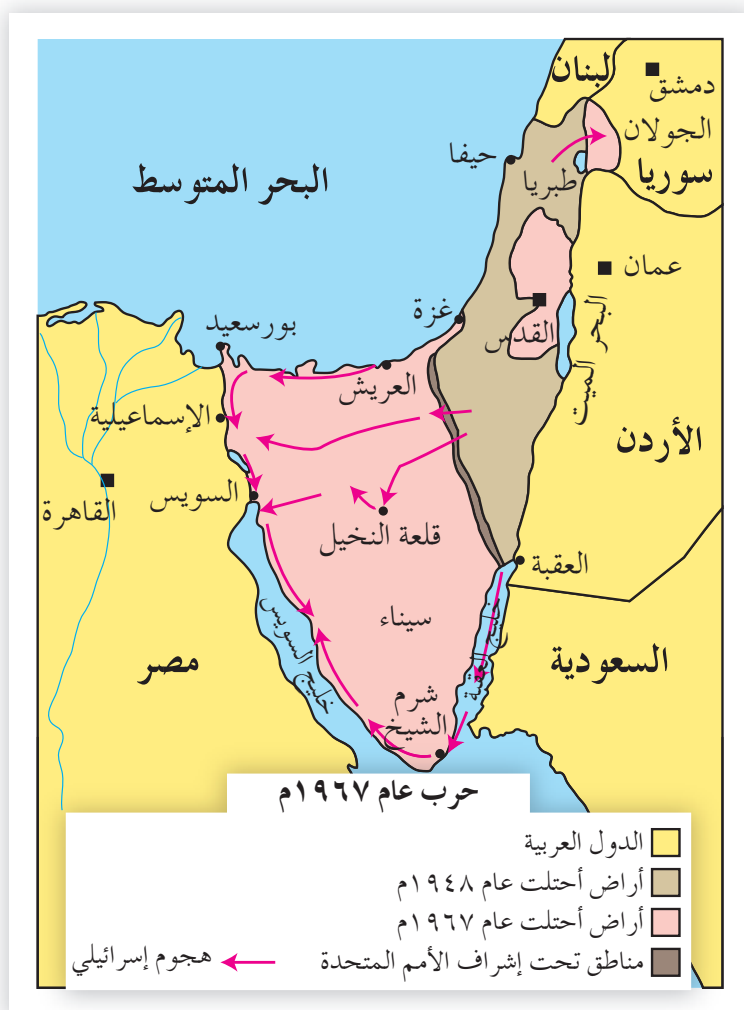 لبنان
دمشق
الجولان
سوريا
حيفا
طبريا
البحر المتوسط
عمان
غزة
القدس
البحر الميت
بورسعيد
العريش
الإسماعيلية
الأردن
السويس
القاهرة
قلعة النخيل
العقبة
سيناء
خليج السويس
خليج العقبة
مصر
السعودية
شرم
الشيخ
حرب عام ١٩٦٧م
الدول العربية
أراض أحتلت عام ١٩٤٨م
أراض أحتلت عام ١٩٦٧م
مناطق تحت إشراف الأمم المتحدة
هجوم إسرائيلي